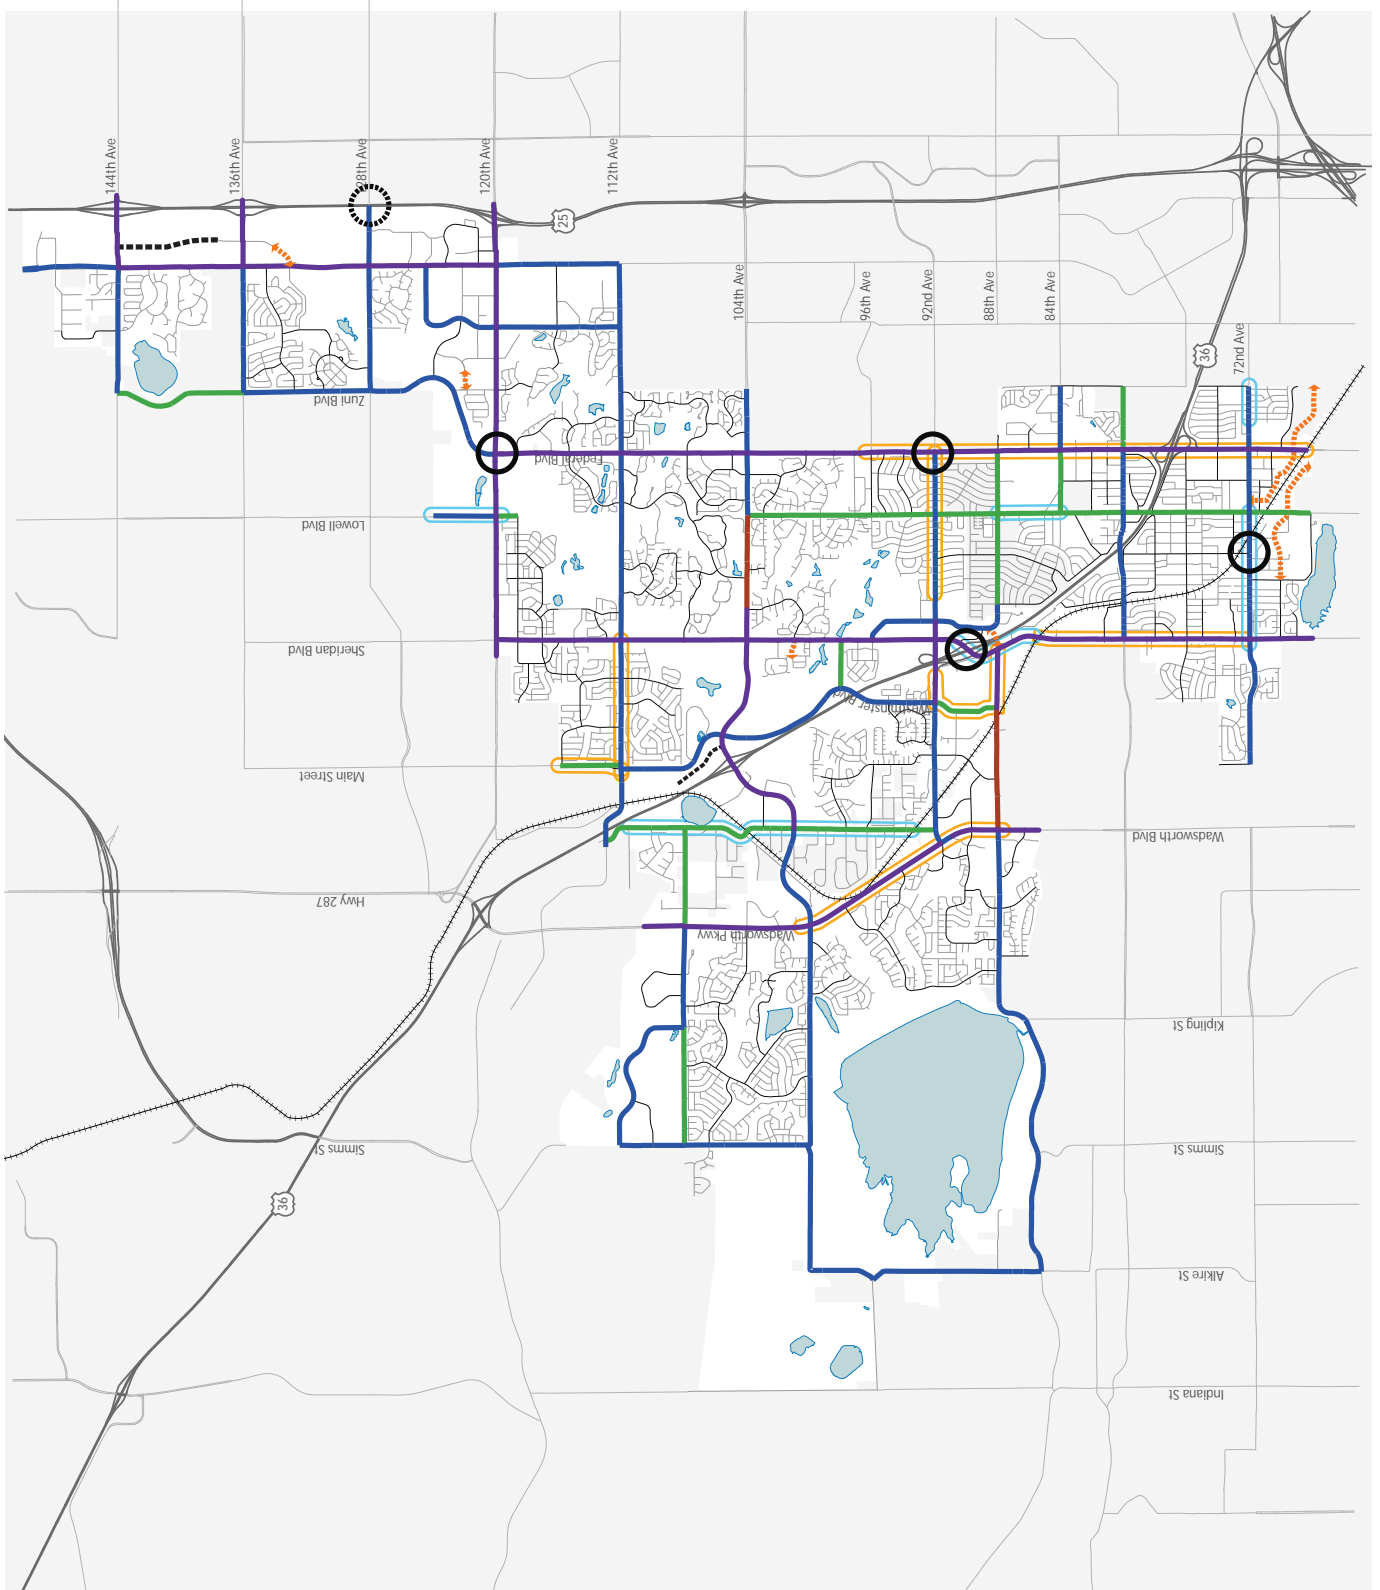 144th Ave
136th Ave
28th Ave
120th Ave
112th Ave
25
104th Ave
96th Ave
92nd Ave
88th Ave
84th Ave
36
72nd Ave
Zuni Blvd
Federal Blvd
Lowell Blvd
Sheridan Blvd
Westminster Blvd
Main Street
Wadsworth Blvd
Hwy 287
Wadsworth Pkwy
Kipling St
Simms St
Simms St
36
Alkire St
Indiana St